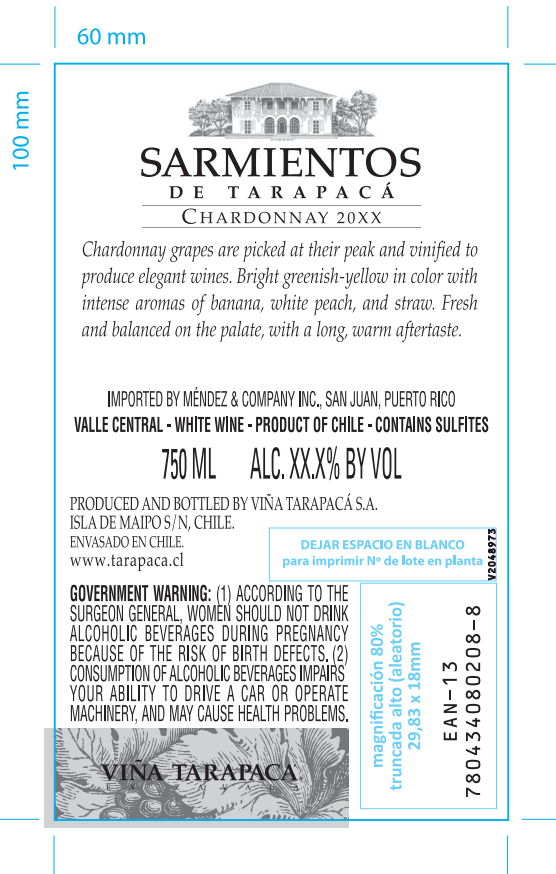 60 mm
100 mm
SARMIENTOS
DE TARAPACÁ
CHARDONNAY 20XX
Chardonnay grapes are picked at their peak and vinified to
produce elegant wines. Bright greenish-yellow in color with
intense aromas of banana, white peach, and straw. Fresh
and balanced on the palate, with a long, warm aftertaste.
IMPORTED BY MÉNDEZ & COMPANY INC., SAN JUAN, PUERTO RICO
VALLE CENTRAL - WHITE WINE - PRODUCT OF CHILE - CONTAINS SULFITES
750 ML ALC. XX.X% BY VOL
PRODUCED AND BOTTLED BY VIÑA TARAPACÁ S.A.
ISLA DE MAIPO S/N, CHILE.
ENVASADO EN CHILE.
www.tarapaca.cl
DEJAR ESPACIO EN BLANCO
para imprimir Nº de lote en planta
V2048973
GOVERNMENT WARNING: (1) ACCORDING TO THE
SURGEON GENERAL, WOMEN SHOULD NOT DRINK
ALCOHOLIC BEVERAGES DURING PREGNANCY
BECAUSE OF THE RISK OF BIRTH DEFECTS. (2)
CONSUMPTION OF ALCOHOLIC BEVERAGES IMPAIRS
YOUR ABILITY TO DRIVE A CAR OR OPERATE
MACHINERY, AND MAY CAUSE HEALTH PROBLEMS.
magnificación 80%
truncada alto (aleatorio)
29,83 x 18mm
EAN-13
780434080208-8
VIÑA TARAPACA